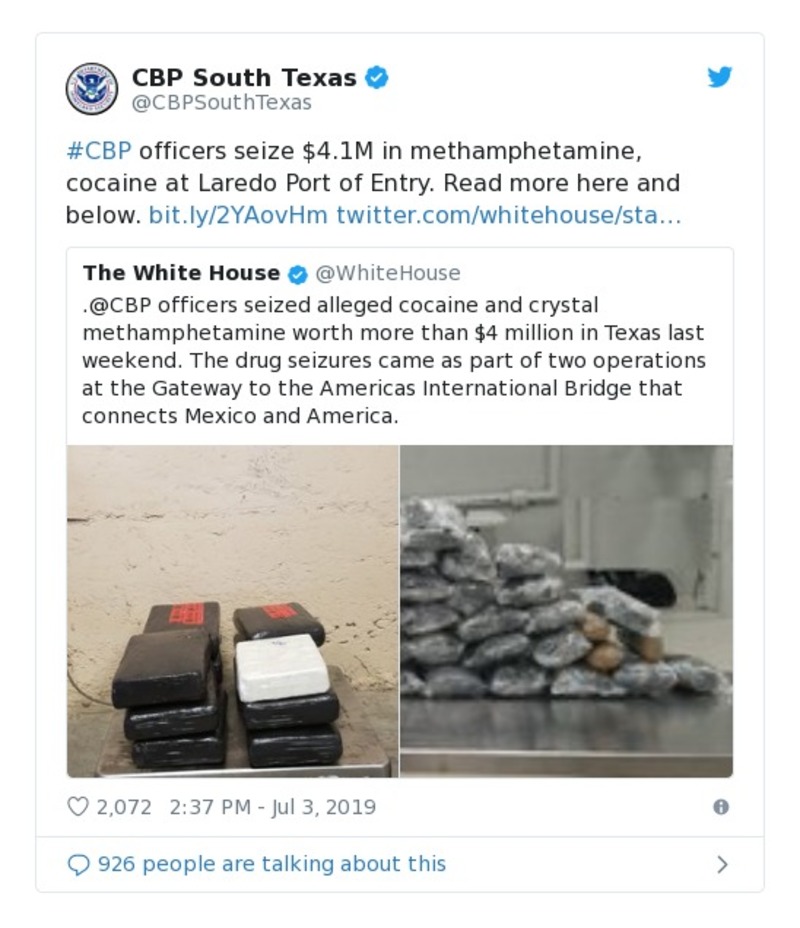 CBP South Texas
@CBPSouthTexas
#CBP officers seize $4.1M in methamphetamine,
cocaine at Laredo Port of Entry. Read more here and
below. bit.ly/2YAovHm twitter.com/whitehouse/sta...
The White House @WhiteHouse
.@CBP officers seized alleged cocaine and crystal
methamphetamine worth more than $4 million in Texas last
weekend. The drug seizures came as part of two operations
at the Gateway to the Americas International Bridge that
connects Mexico and America.
2,072 2:37 PM - Jul 3, 2019
926 people are talking about this